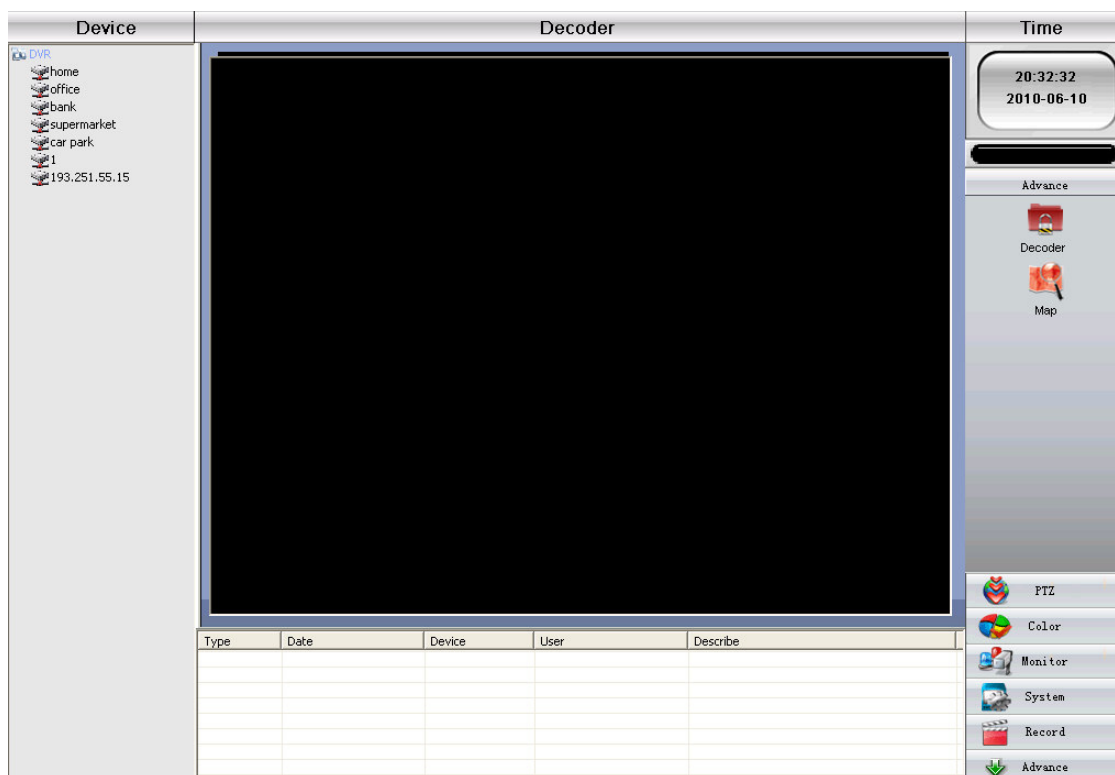 Device
Decoder
Time
DVR
home
office
bank
supermarket
car park
1
193.251.55.15
20:32:32
2010-06-10
Advance
Decoder
Map
PTZ
Color
Monitor
System
Record
Advance
Type Date Device User Describe